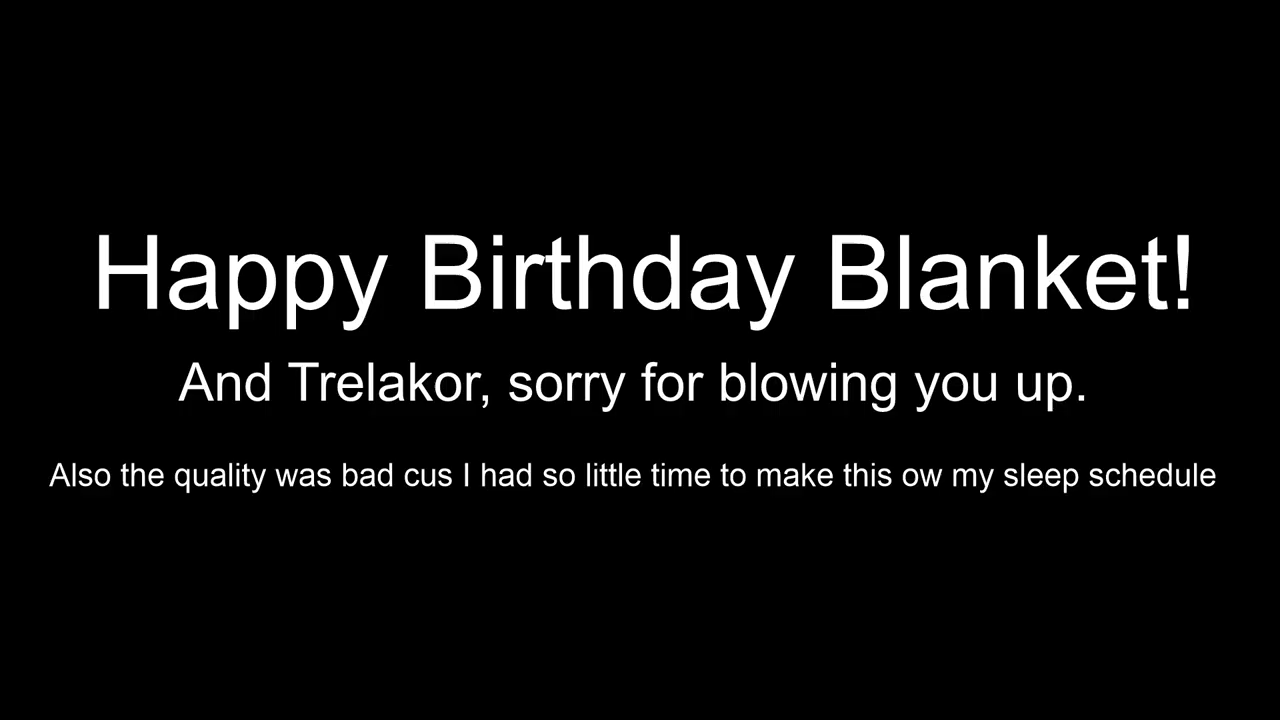 Happy Birthday Blanket!
And Trelakor, sorry for blowing you up.
Also the quality was bad cus I had so little time to make this ow my sleep schedule